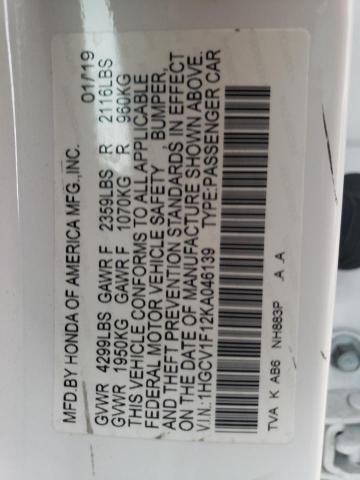 MFD.BY HONDA OF AMERICA MFG.,INC. 01/19
GVWR 4299LBS GAWR F 2359LBS R 2116LBS
GVWR 1950KG GAWR F 1070KG R 960KG
THIS VEHICLE CONFORMS TO ALL APPLICABLE
FEDERAL MOTOR VEHICLE SAFETY, BUMPER,
AND THEFT PREVENTION STANDARDS IN EFFECT
ON THE DATE OF MANUFACTURE SHOWN ABOVE.
V.I.N.:1HGCV1F12KA046139 TYPE:PASSENGER CAR
TVA K AB6 NH883P A .A